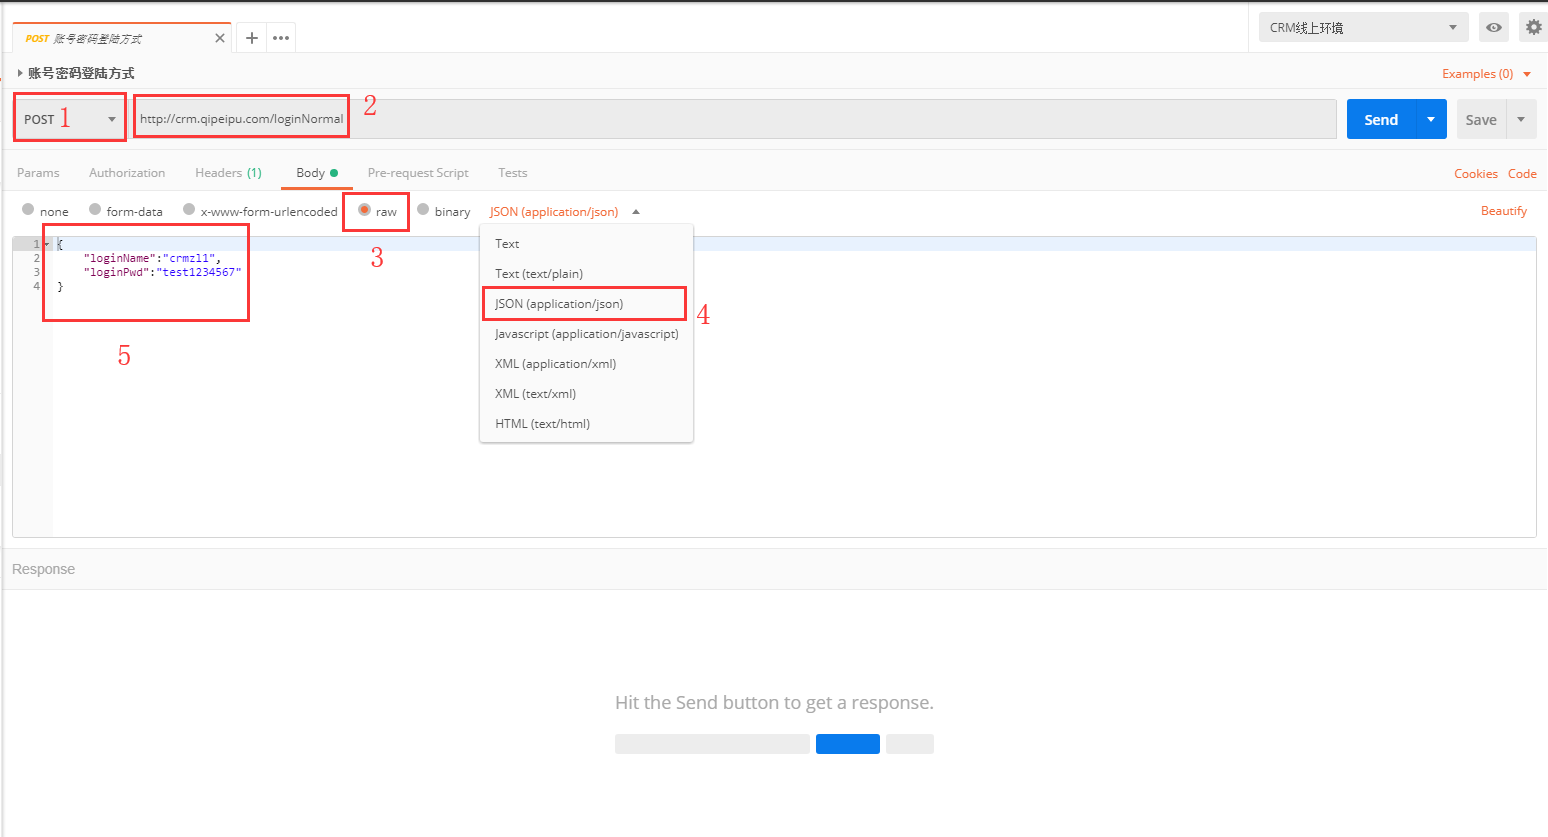 POST 账号密码登陆方式
CRM线上环境
账号密码登陆方式
Examples (0)
POST 1
http://crm.qipeipu.com/loginNormal
2
Send
Save
Params
Authorization
Headers (1)
Body
Pre-request Script
Tests
Cookies
Code
none
form-data
x-www-form-urlencoded
raw
binary
JSON (application/json)
Beautify
3
1 {
2 "loginName":"crmzl1",
3 "loginPwd":"test1234567"
4 }
5
Text
Text (text/plain)
JSON (application/json)
4
Javascript (application/javascript)
XML (application/xml)
XML (text/xml)
HTML (text/html)
Response
Hit the Send button to get a response.